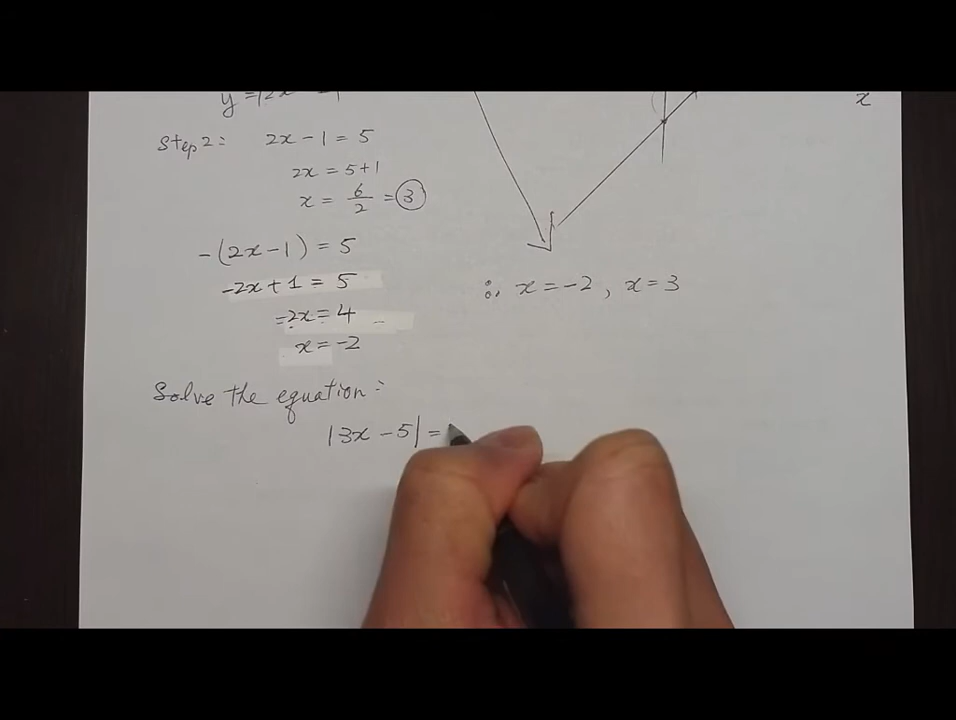 x
Step 2: 2x - 1 = 5
2x = 5+1
x = 6/2 = 3
-(2x-1) = 5
-2x + 1 = 5
-2x = 4
x = -2
∴ x = -2, x = 3
Solve the equation:
|3x - 5| =